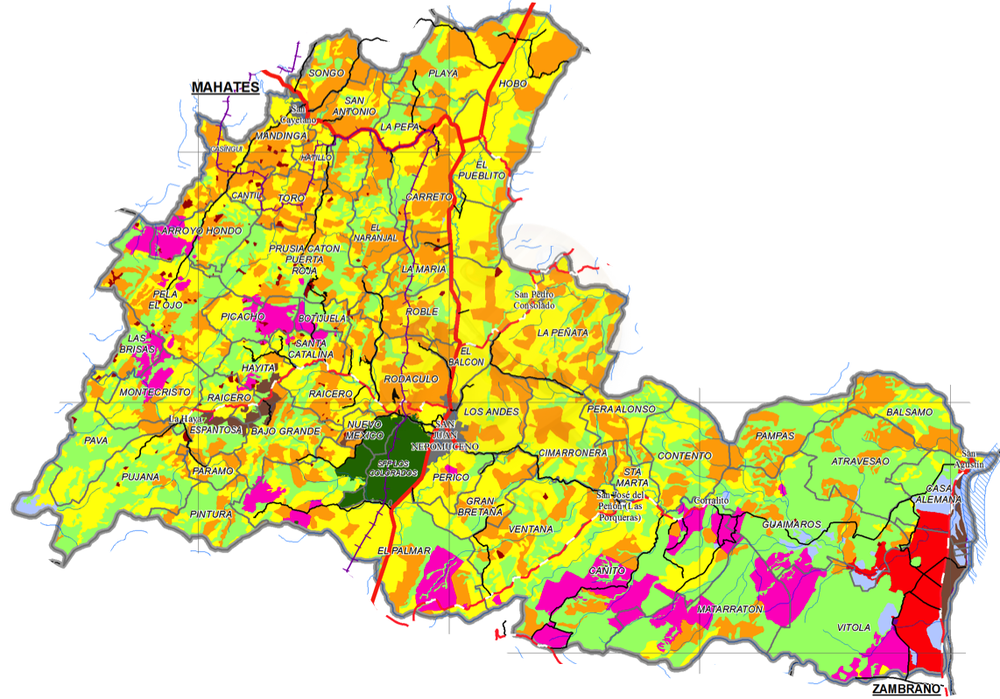 SONGO
PLAYA
HOBO
MAHATES
SAN
ANTONIO
San
Cayetano
LA PEPA
MANDINGA
CASINGUI
HATILLO
EL
PUEBLITO
CANTIL
TORO
CARRETO
ARROYO HONDO
EL
NARANJAL
PRUSIA CATON
PUERTA
ROJA
LA MARIA
PELA
EL OJO
San Pedro
Consolado
PICACHO
BOTIJUELA
ROBLE
LA PEÑATA
LAS
BRISAS
SANTA
CATALINA
EL
BALCON
HAYITA
RODACULO
MONTECRISTO
RAICERO
RAICERO
LOS ANDES
PERA ALONSO
BALSAMO
La Haya
ESPANTOSA
BAJO GRANDE
NUEVO
MEXICO
SAN
JUAN
NEPOMUCENO
PAMPAS
PAVA
CIMARRONERA
CONTENTO
ATRAVESAO
San
Agustin
PUJANA
PARAMO
SFF LOS
COLORADOS
PERICO
STA
MARTA
CASA
ALEMANA
PINTURA
GRAN
BRETAÑA
San José del
Peñon (Las
Porqueras)
Corralito
VENTANA
GUAIMAROS
EL PALMAR
CAÑITO
MATARRATON
VITOLA
ZAMBRANO